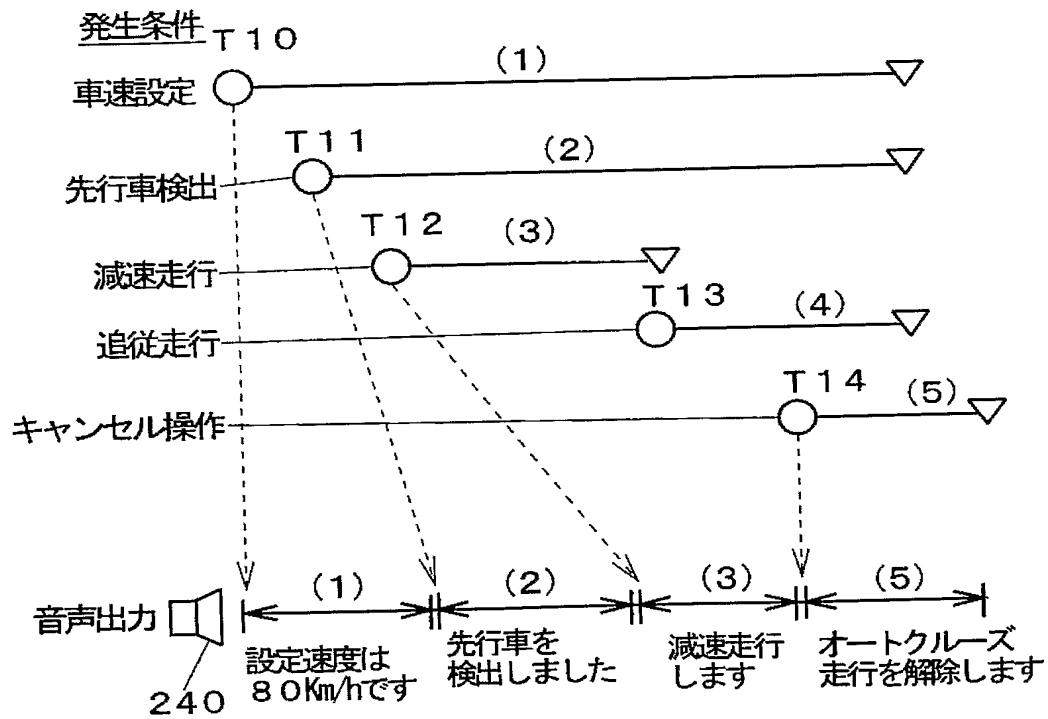 発生条件
T10
車速設定
(1)
T11
先行車検出
(2)
T12
減速走行
(3)
T13
追従走行
(4)
T14
キャンセル操作
(5)
音声出力
240
(1)
(2)
(3)
(5)
設定速度は
80Km/hです
先行車を
検出しました
減速走行
します
オートクルーズ
走行を解除します